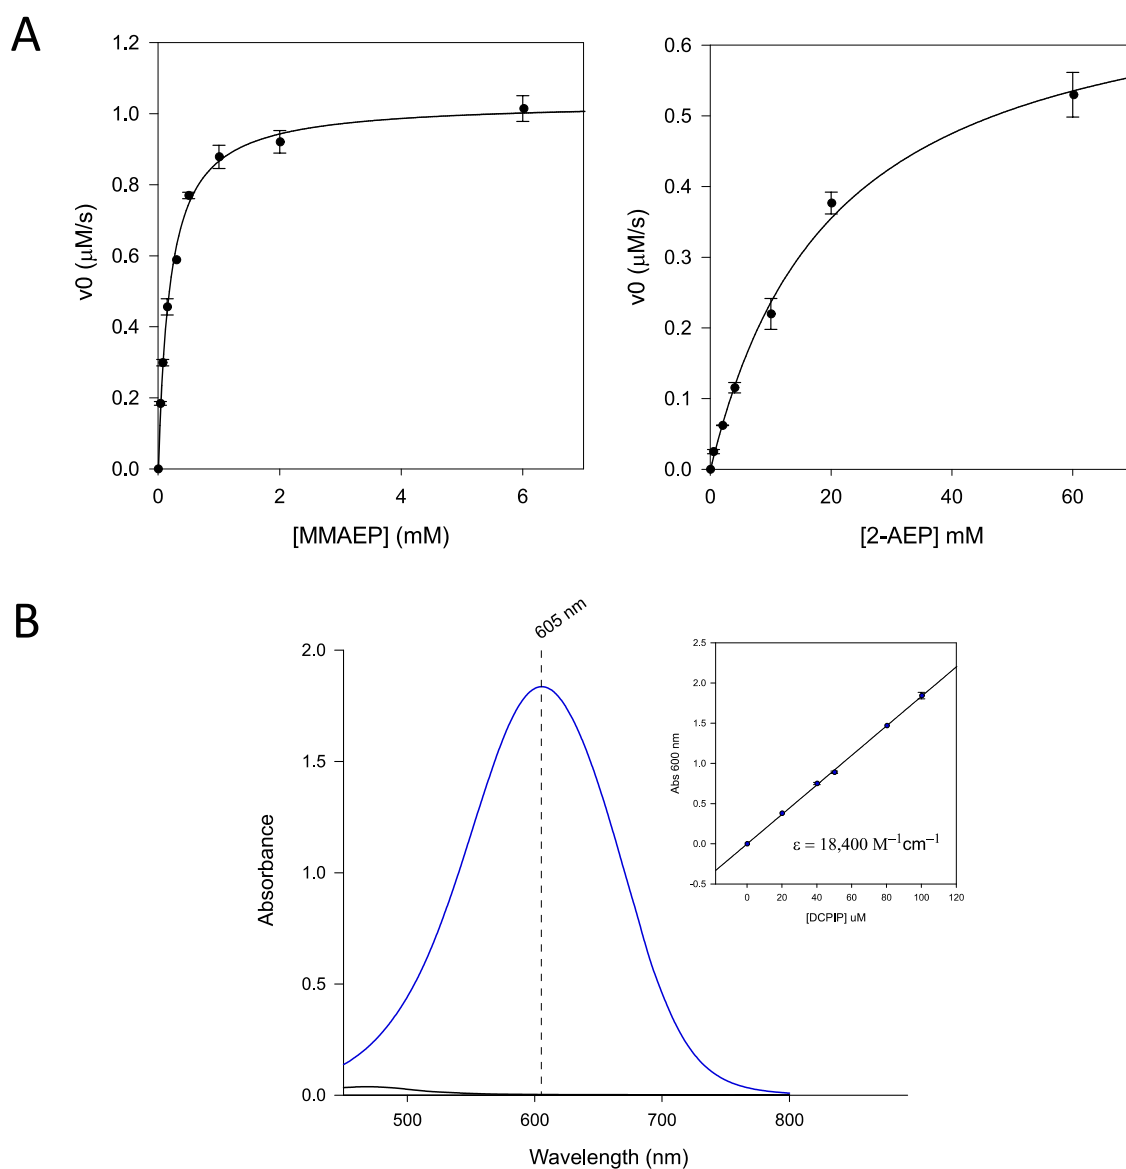 A
1.2
1.0
0.8
0.6
0.4
0.2
0.0
v0 (μM/s)
0 2 4 6
[MMAEP] (mM)
0.6
0.5
0.4
0.3
0.2
0.1
0.0
v0 (μM/s)
0 20 40 60
[2-AEP] mM
B
605 nm
2.0
1.5
1.0
0.5
0.0
Absorbance
500 600 700 800
Wavelength (nm)
2.5
2.0
1.5
1.0
0.5
0.0
-0.5
Abs 600 nm
ε = 18,400 M⁻¹cm⁻¹
0 20 40 60 80 100 120
[DCPIP] uM